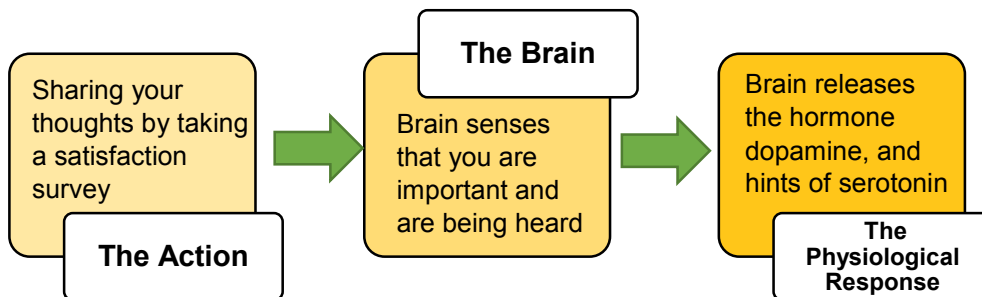 Sharing your
thoughts by taking
a satisfaction
survey
The Action
The Brain
Brain senses
that you are
important and
are being heard
Brain releases
the hormone
dopamine, and
hints of serotonin
The
Physiological
Response